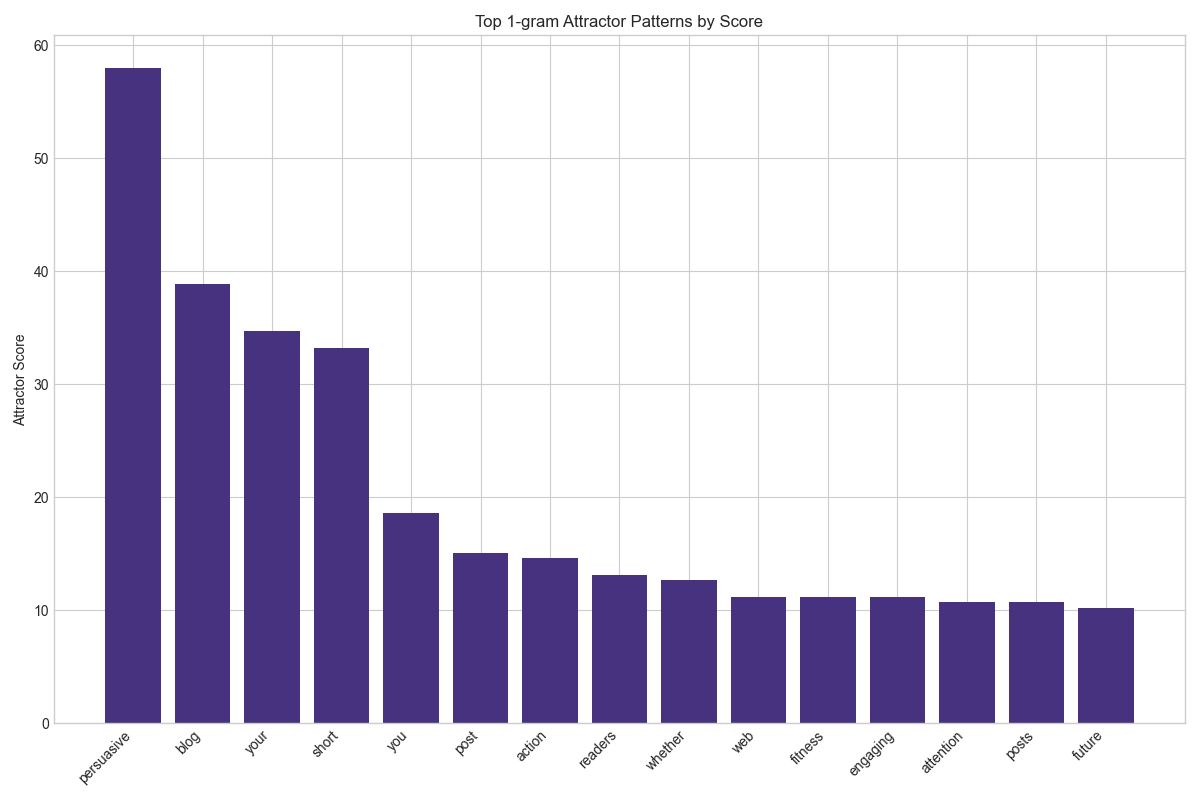 Top 1-gram Attractor Patterns by Score
Attractor Score
60
50
40
30
20
10
0
persuasive
blog
your
short
you
post
action
readers
whether
web
fitness
engaging
attention
posts
future